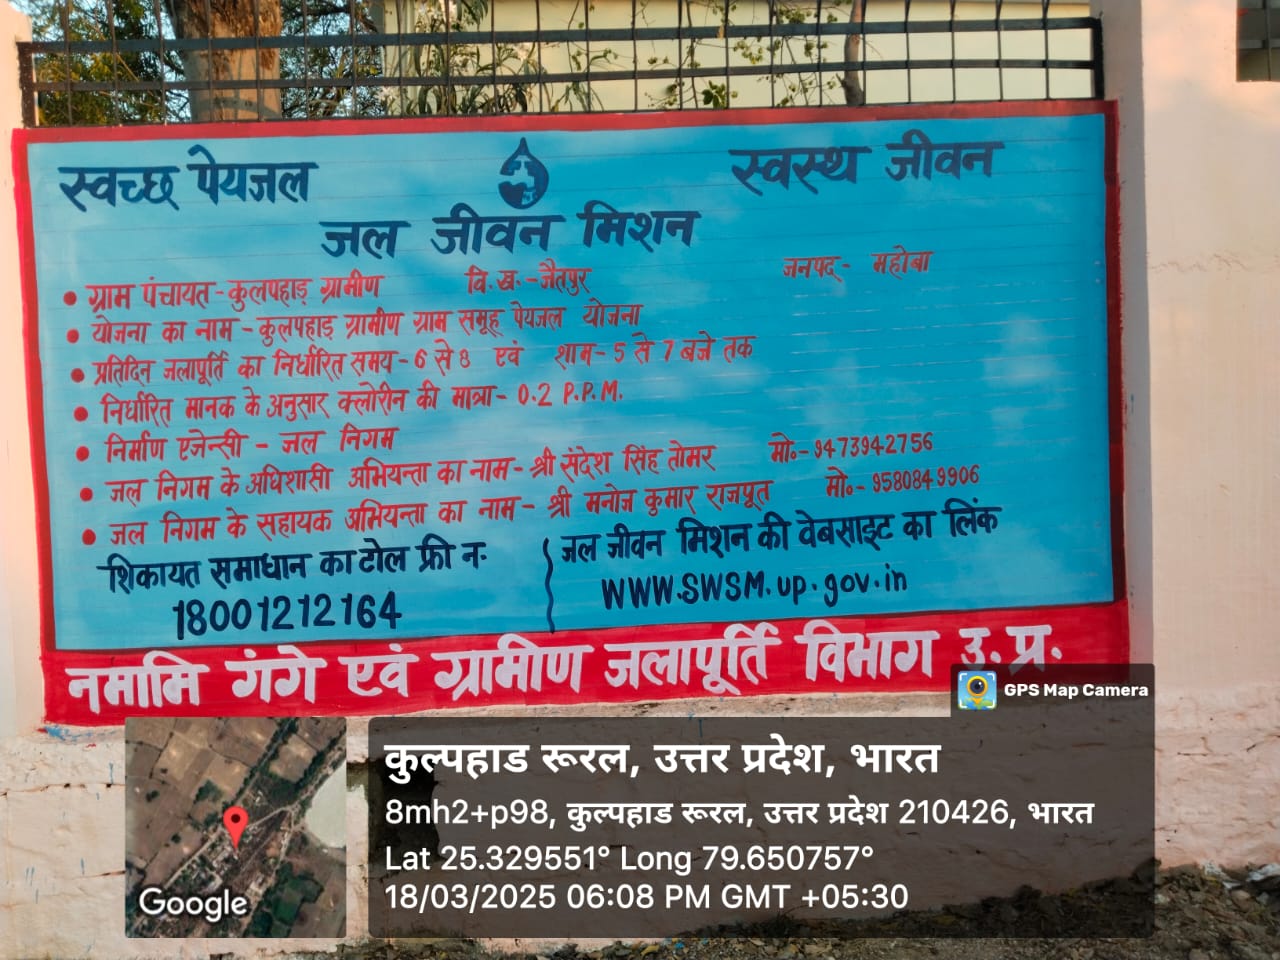 स्वच्छ पेयजल
स्वस्थ जीवन
जल जीवन मिशन
• ग्राम पंचायत - कुलपहाड़ ग्रामीण वि.ख. - जैतपुर जनपद् - महोबा
• योजना का नाम - कुलपहाड़ ग्रामीण ग्राम समूह पेयजल योजना
• प्रतिदिन जलापूर्ति का निर्धारित समय - 6 से 8 एवं शाम - 5 से 7 बजे तक
• निर्धारित मानक के अनुसार क्लोरीन की मात्रा - 0.2 P.P.M.
• निर्माण एजेन्सी - जल निगम
• जल निगम के अधिशासी अभियन्ता का नाम - श्री संदेश सिंह तोमर मो॰ - 9473942756
• जल निगम के सहायक अभियन्ता का नाम - श्री मनोज कुमार राजपूत मो॰ - 9580849906
शिकायत समाधान का टोल फ्री न:
18001212164
जल जीवन मिशन की वेबसाइट का लिंक
WWW.SWSM.up.gov.in
नमामि गंगे एवं ग्रामीण जलापूर्ति विभाग उ.प्र.
GPS Map Camera
कुल्पहाड रूरल, उत्तर प्रदेश, भारत
8mh2+p98, कुल्पहाड रूरल, उत्तर प्रदेश 210426, भारत
Lat 25.329551° Long 79.650757°
18/03/2025 06:08 PM GMT +05:30
Google